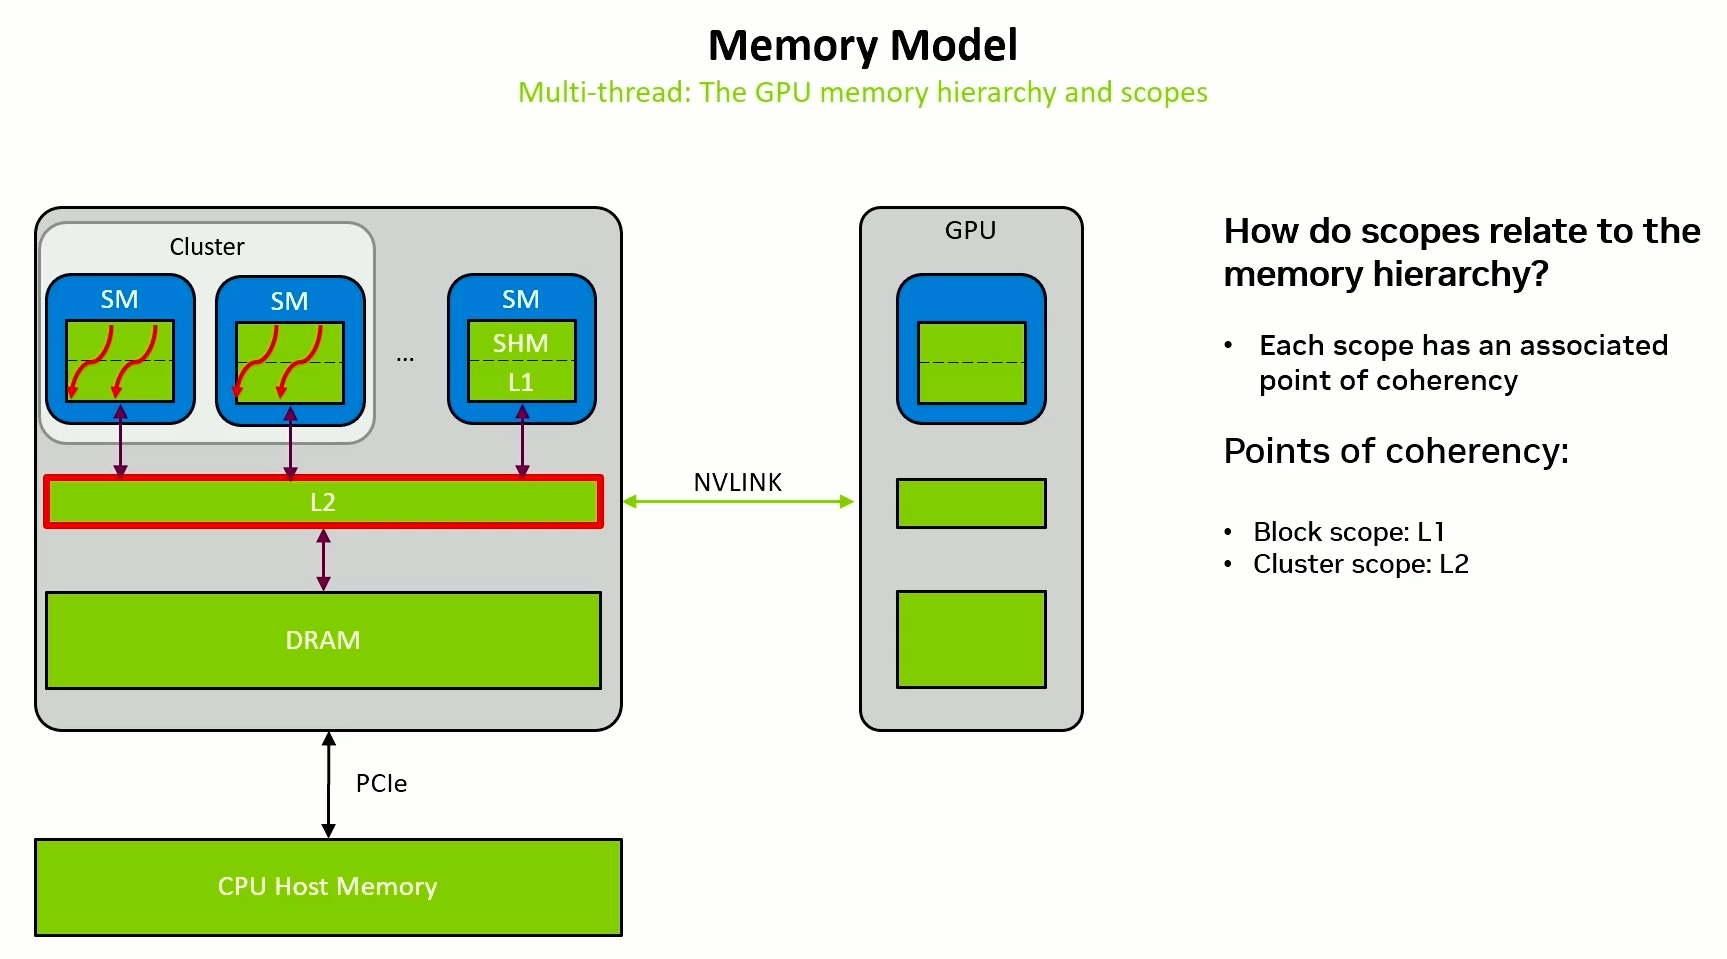 Memory Model
Multi-thread: The GPU memory hierarchy and scopes
Cluster
SM
SM
...
SM
SHM
L1
L2
DRAM
NVLINK
GPU
PCIe
CPU Host Memory
How do scopes relate to the
memory hierarchy?
• Each scope has an associated
point of coherency
Points of coherency:
• Block scope: L1
• Cluster scope: L2